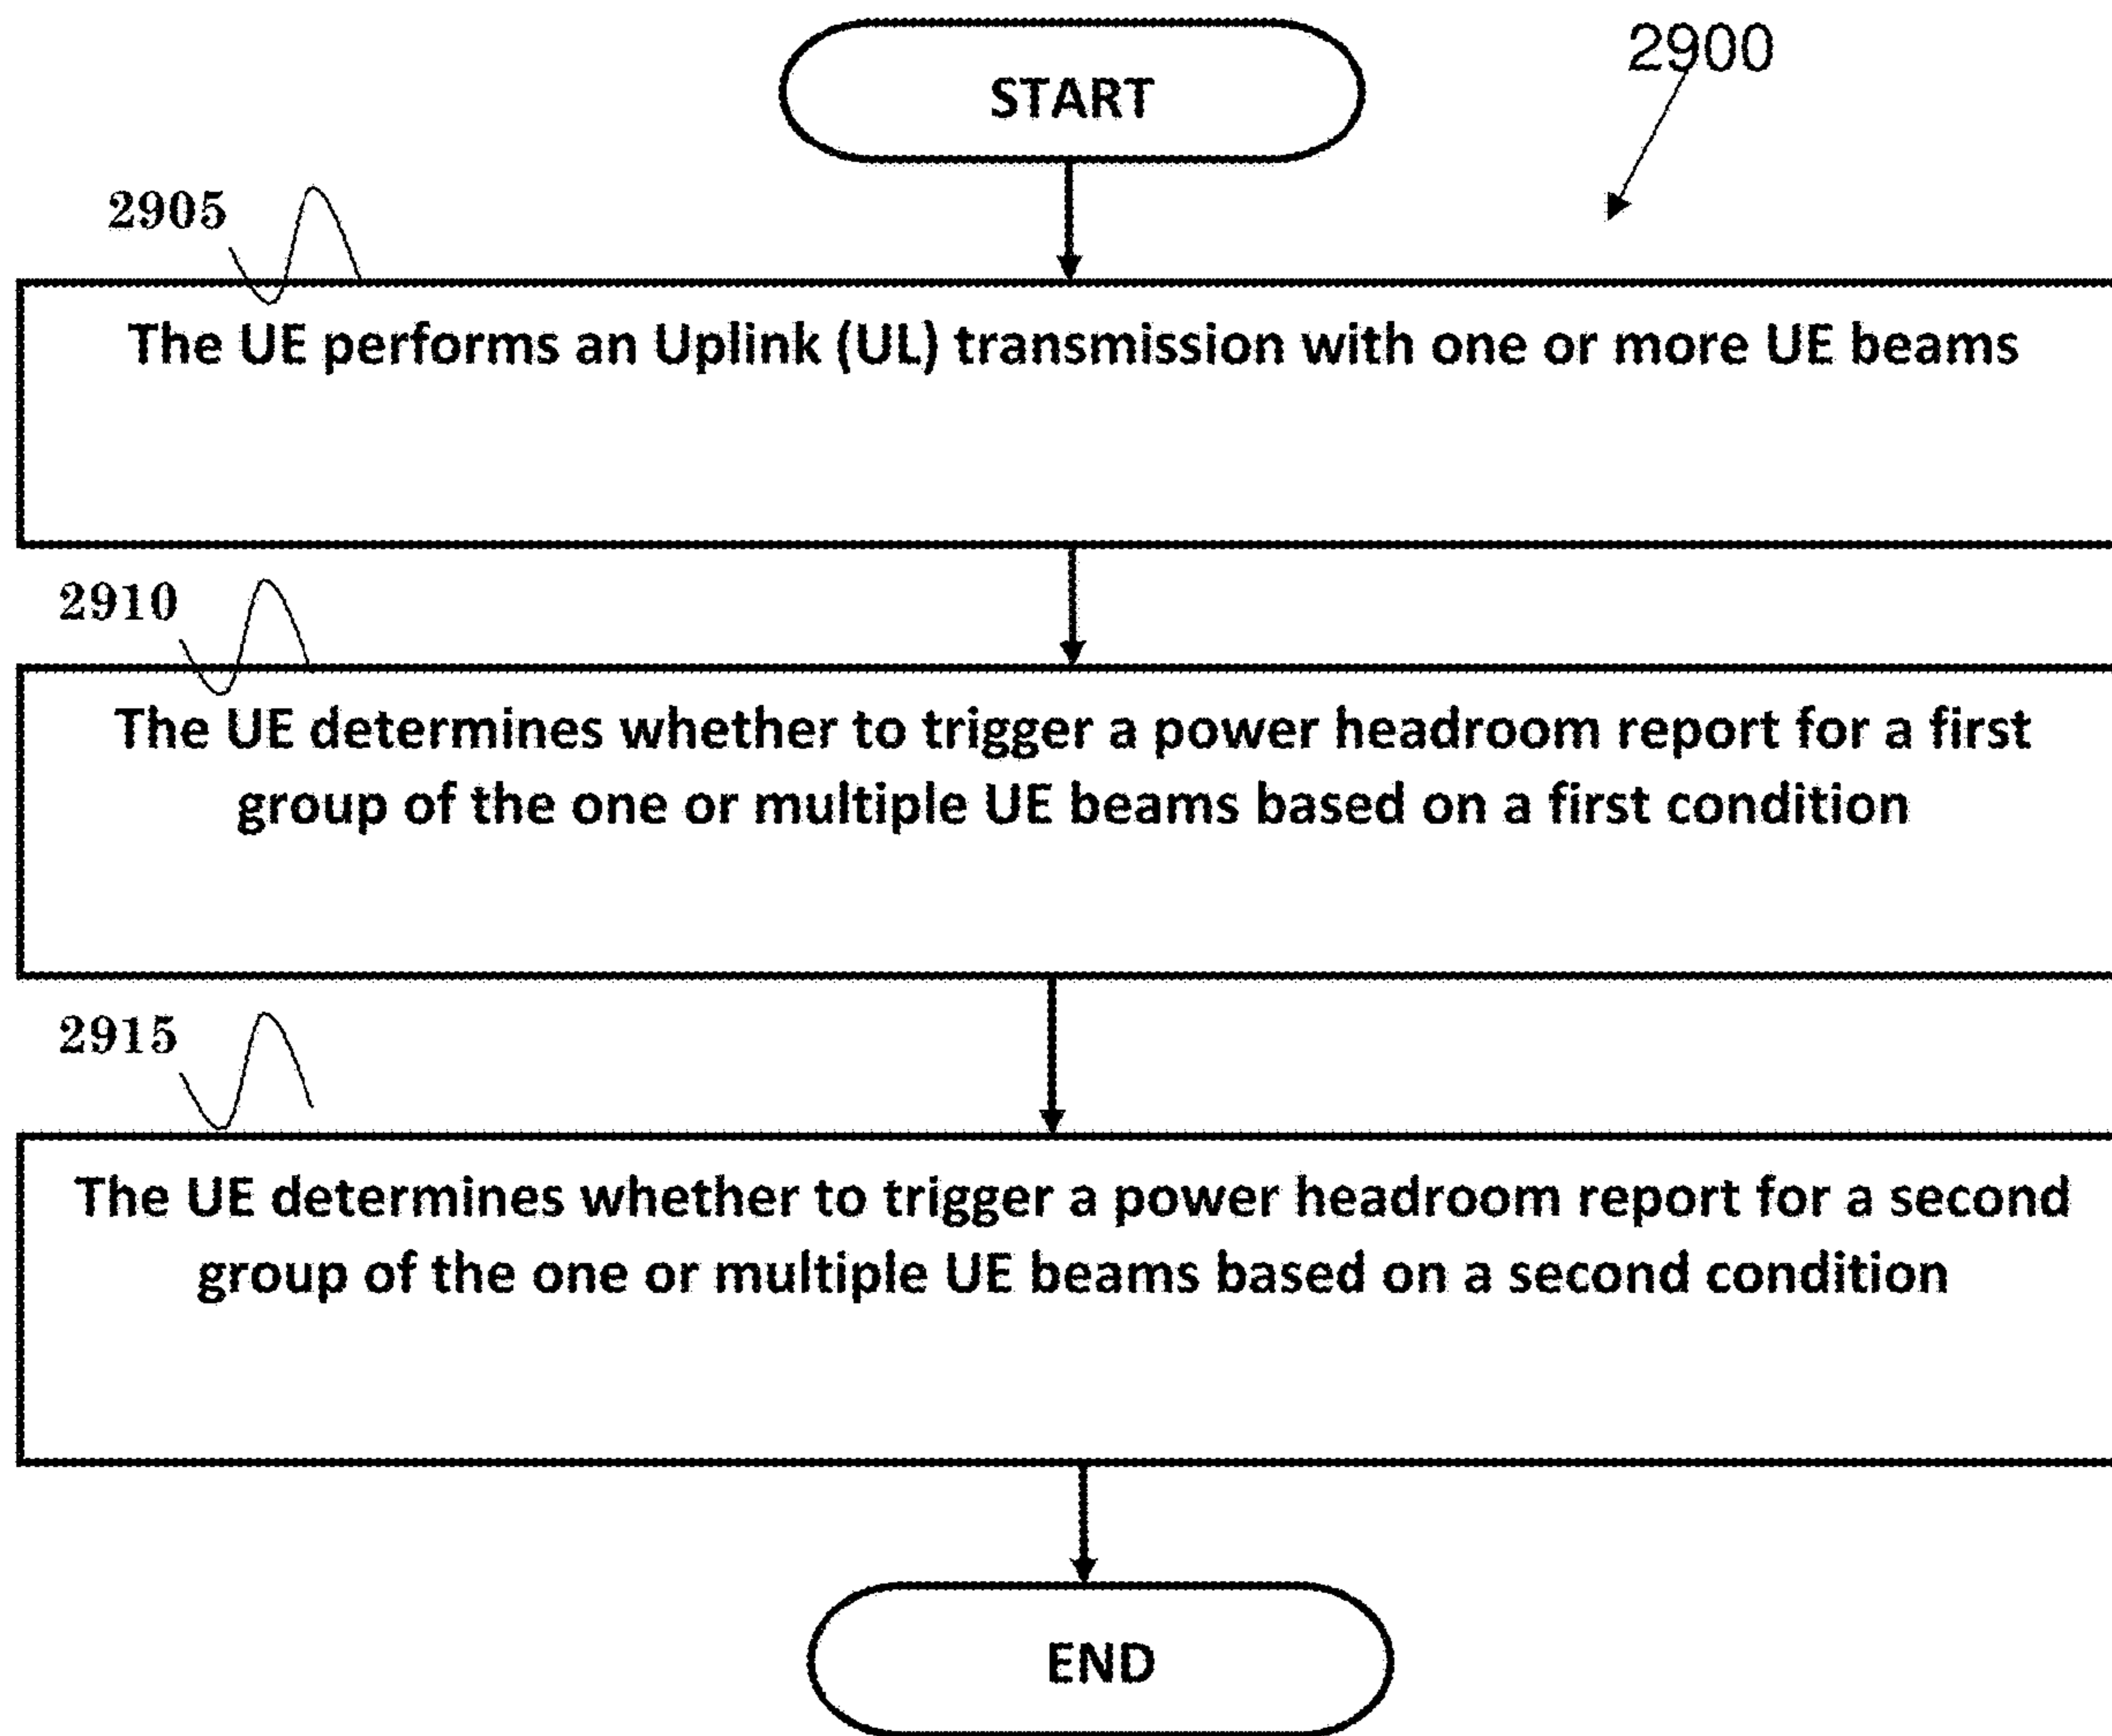 START
2900
2905
The UE performs an Uplink (UL) transmission with one or more UE beams
2910
The UE determines whether to trigger a power headroom report for a first
group of the one or multiple UE beams based on a first condition
2915
The UE determines whether to trigger a power headroom report for a second
group of the one or multiple UE beams based on a second condition
END